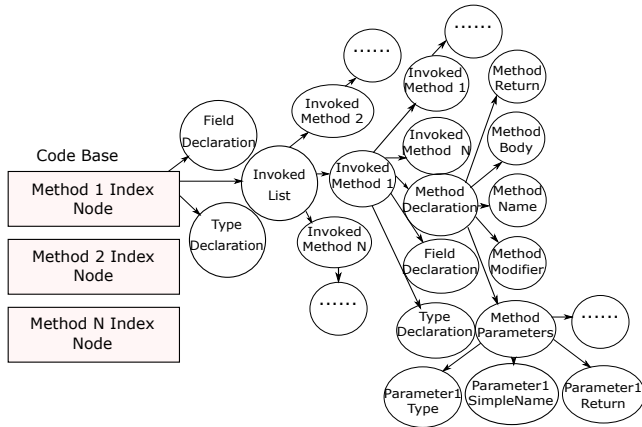 Code Base
Method 1 Index
Node
Method 2 Index
Node
Method N Index
Node
Field
Declaration
Type
Declaration
Invoked
List
......
Invoked
Method 2
Invoked
Method 1
Invoked
Method N
......
......
Invoked
Method 1
Invoked
Method N
Method
Declaration
Field
Declaration
Type
Declaration
Method
Return
Method
Body
Method
Name
Method
Modifier
Method
Parameters
......
Parameter1
Type
Parameter1
SimpleName
Parameter1
Return